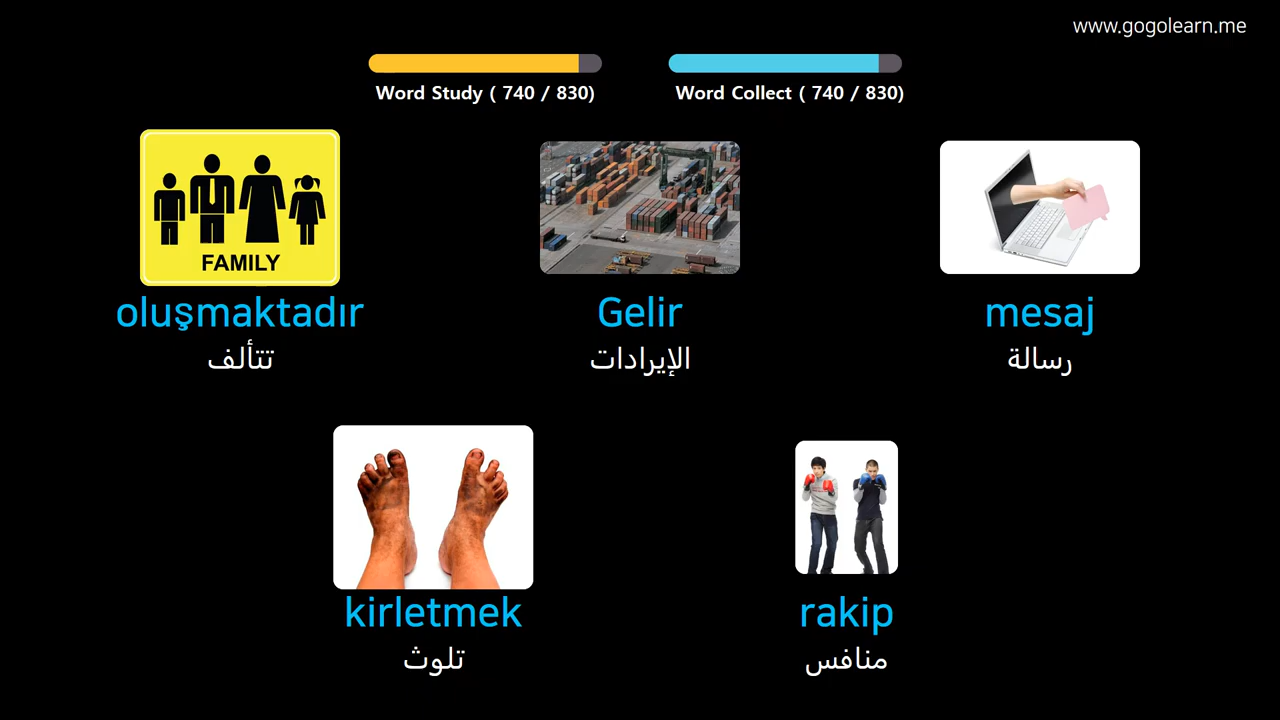 www.gogolearn.me
Word Study ( 740 / 830)
Word Collect ( 740 / 830)
FAMILY
oluşmaktadır
تتألف
Gelir
الإيرادات
mesaj
رسالة
kirletmek
تلوث
rakip
منافس